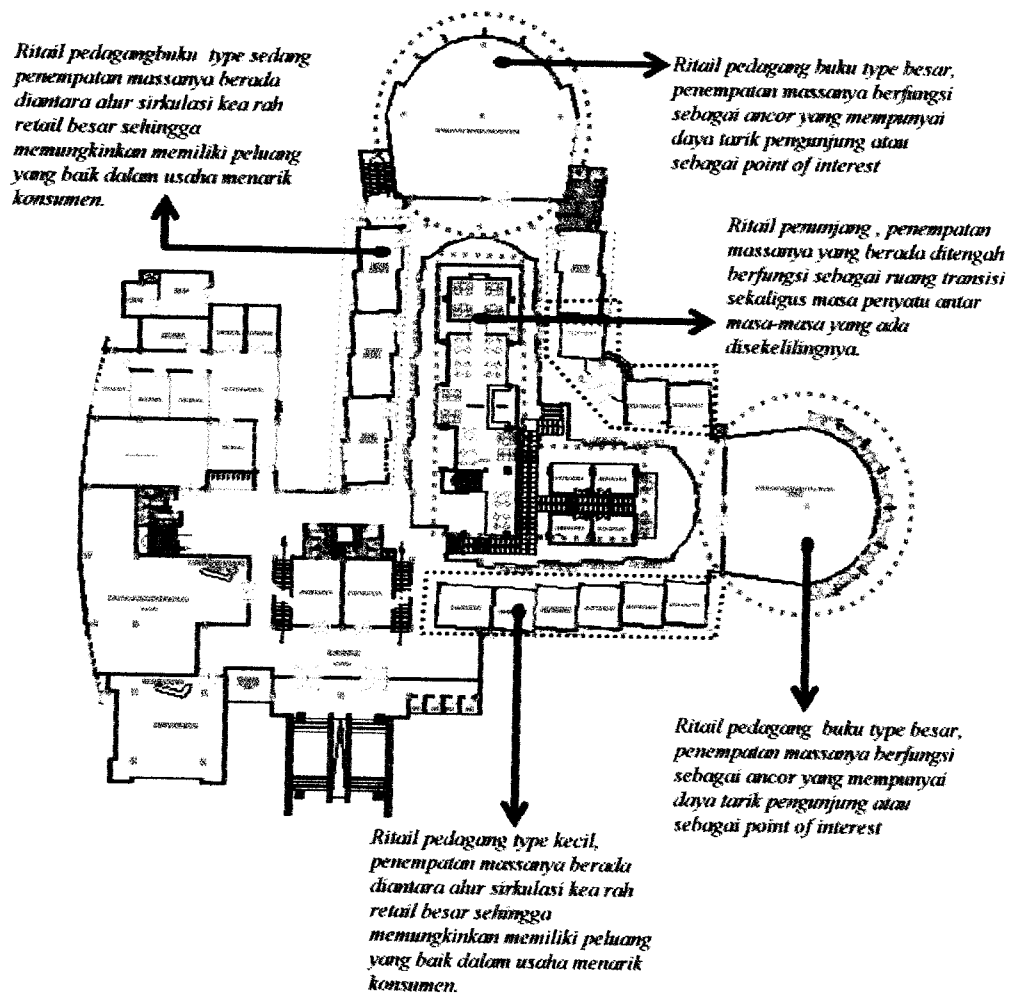 Ritail pedagangbuku type sedang
penempatan massanya berada
diantara alur sirkulasi kea rah
retail besar sehingga
memungkinkan memiliki peluang
yang baik dalam usaha menarik
konsumen.
Ritail pedagang buku type besar,
penempatan massanya berfungsi
sebagai ancor yang mempunyai
daya tarik pengunjung atau
sebagai point of interest
Ritail penunjang , penempatan
massanya yang berada ditengah
berfungsi sebagai ruang transisi
sekaligus masa penyatu antar
masa-masa yang ada
disekelilingnya.
Ritail pedagang buku type besar,
penempatan massanya berfungsi
sebagai ancor yang mempunyai
daya tarik pengunjung atau
sebagai point of interest
Ritail pedagang type kecil,
penempatan massanya berada
diantara alur sirkulasi kea rah
retail besar sehingga
memungkinkan memiliki peluang
yang baik dalam usaha menarik
konsumen.